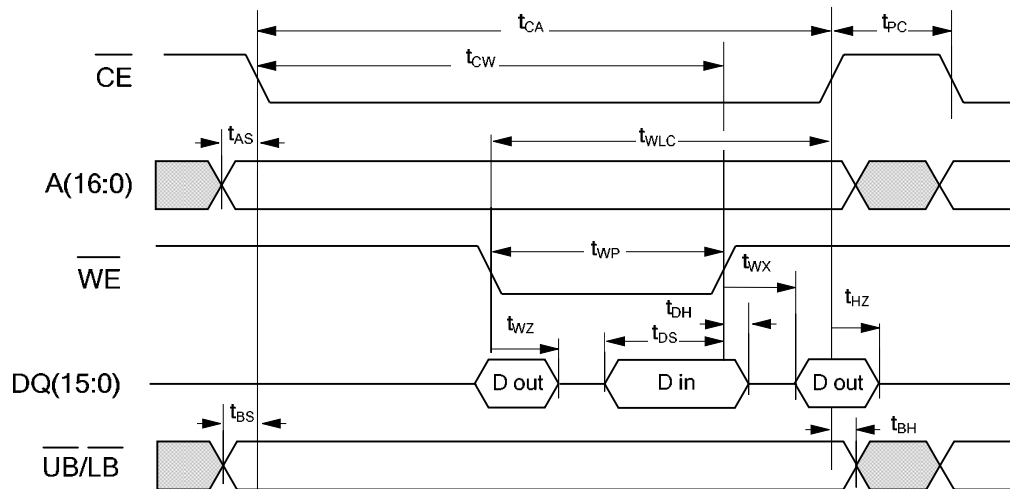 tCA
tPC
CE
tCW
tAS
tWLC
A(16:0)
WE
tWP
tWX
tDH
tHZ
tWZ
tDS
DQ(15:0)
D out
D in
D out
tBS
tBH
UB/LB